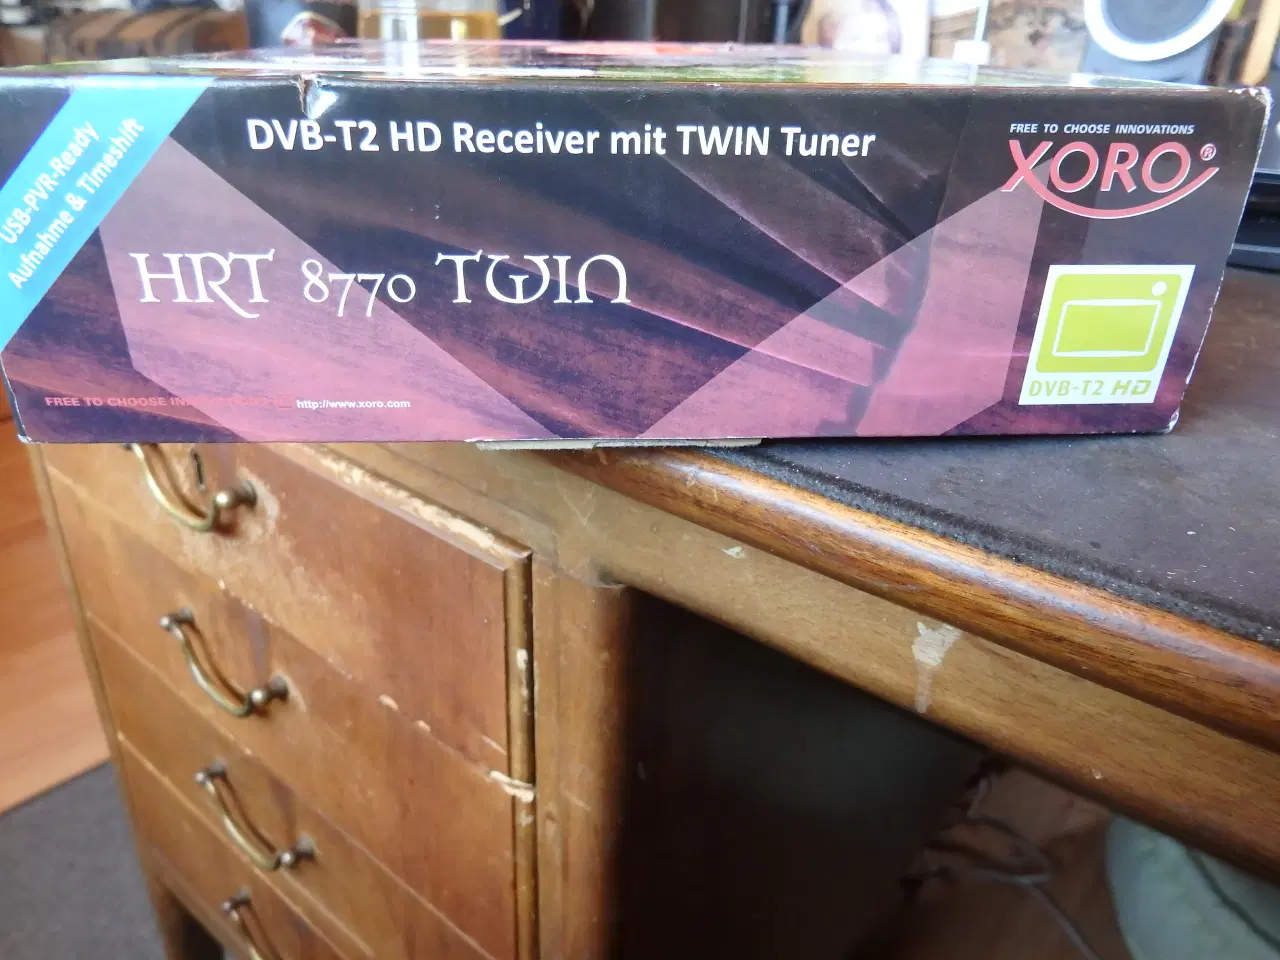 USB-PVR-Ready
Aufnahme & Timeshift
DVB-T2 HD Receiver mit TWIN Tuner
FREE TO CHOOSE INNOVATIONS
XORO®
HRT 8770 TWIN
DVB-T2 HD
FREE TO CHOOSE INNOVATIONS http://www.xoro.com